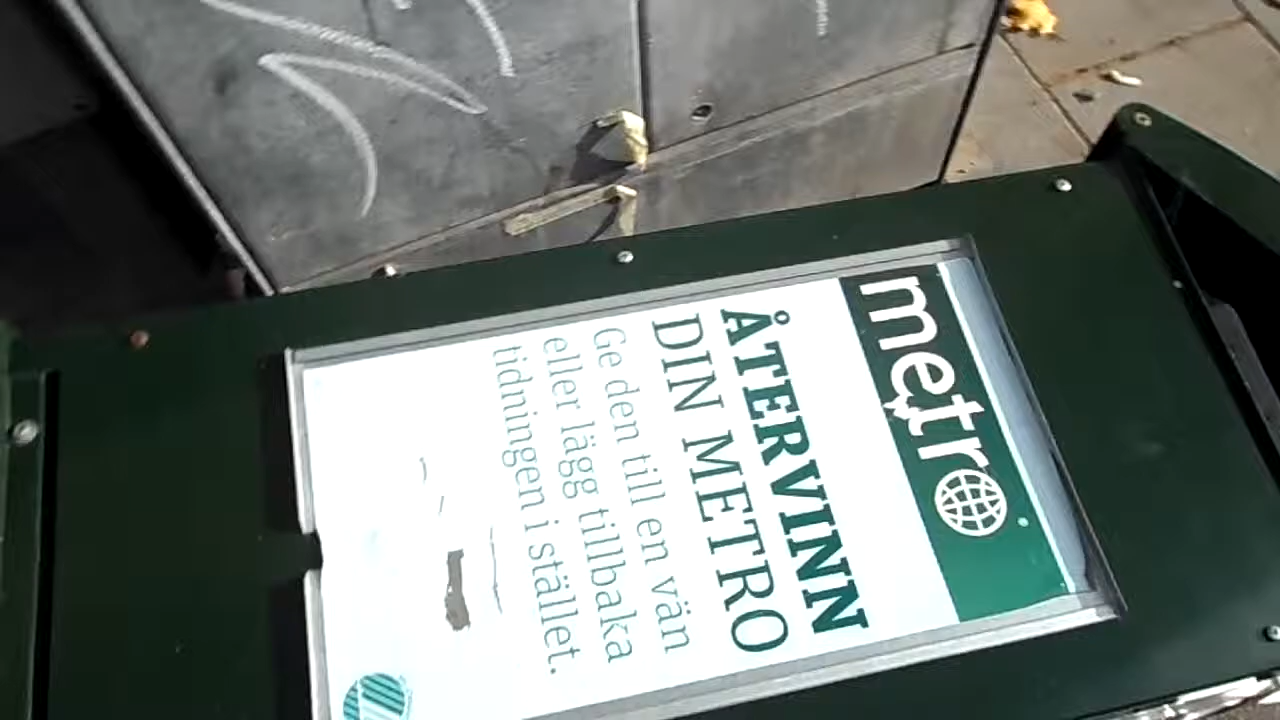 metro
ÅTERVINN
DIN METRO
Ge den till en vän
eller lägg tillbaka
tidningen i stället.